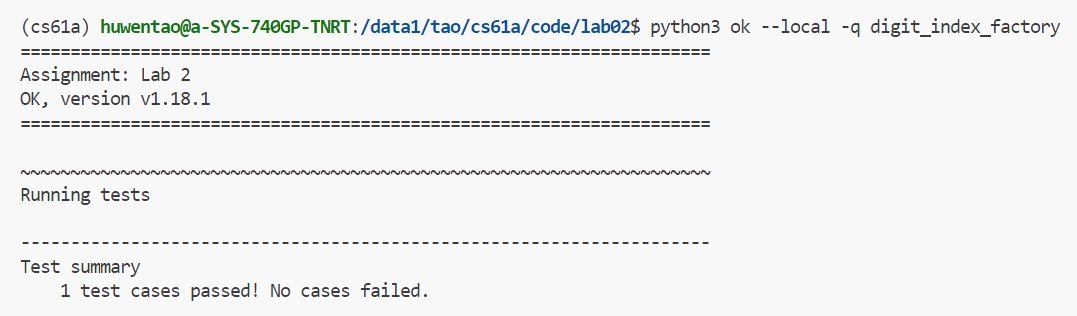 (cs61a) huwentao@a-SYS-740GP-TNRT:/data1/tao/cs61a/code/lab02$ python3 ok --local -q digit_index_factory
=====================================================================
Assignment: Lab 2
OK, version v1.18.1
=====================================================================
~~~~~~~~~~~~~~~~~~~~~~~~~~~~~~~~~~~~~~~~~~~~~~~~~~~~~~~~~~~~~~~~~~~~~
Running tests
---------------------------------------------------------------------
Test summary
    1 test cases passed! No cases failed.